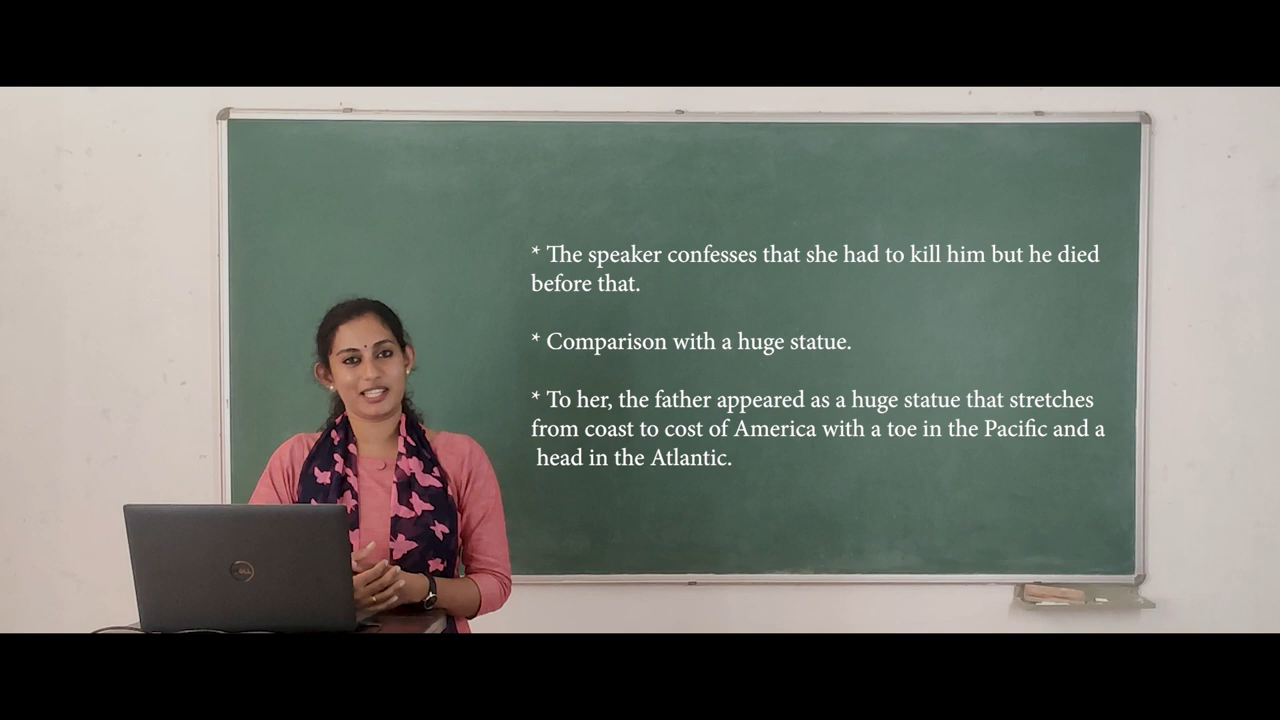 * The speaker confesses that she had to kill him but he died
before that.
* Comparison with a huge statue.
* To her, the father appeared as a huge statue that stretches
from coast to cost of America with a toe in the Pacific and a
head in the Atlantic.
DELL